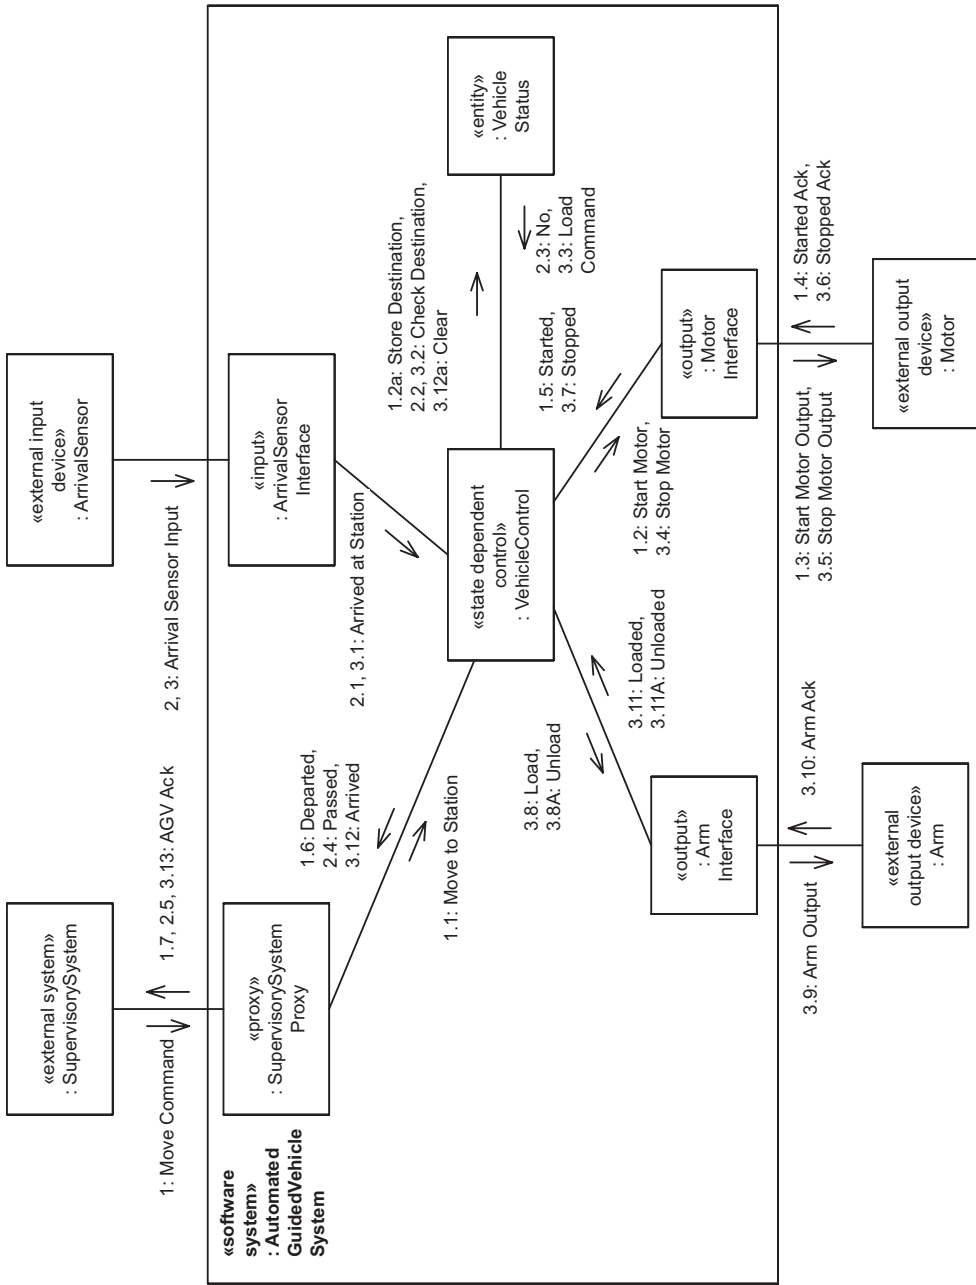 «external system»
: SupervisorySystem
«external input
device»
: ArrivalSensor
1: Move Command
1.7, 2.5, 3.13: AGV Ack
2, 3: Arrival Sensor Input
«software
system»
: Automated
GuidedVehicle
System
«proxy»
: SupervisorySystem
Proxy
«input»
: ArrivalSensor
Interface
1.6: Departed,
2.4: Passed,
3.12: Arrived
1.1: Move to Station
2.1, 3.1: Arrived at Station
1.2a: Store Destination,
2.2, 3.2: Check Destination,
3.12a: Clear
«state dependent
control»
: VehicleControl
«entity»
: Vehicle
Status
2.3: No,
3.3: Load
Command
3.8: Load,
3.8A: Unload
3.11: Loaded,
3.11A: Unloaded
1.5: Started,
3.7: Stopped
1.2: Start Motor,
3.4: Stop Motor
«output»
: Arm
Interface
«output»
: Motor
Interface
3.9: Arm Output
3.10: Arm Ack
1.3: Start Motor Output,
3.5: Stop Motor Output
1.4: Started Ack,
3.6: Stopped Ack
«external
output device»
: Arm
«external output
device»
: Motor